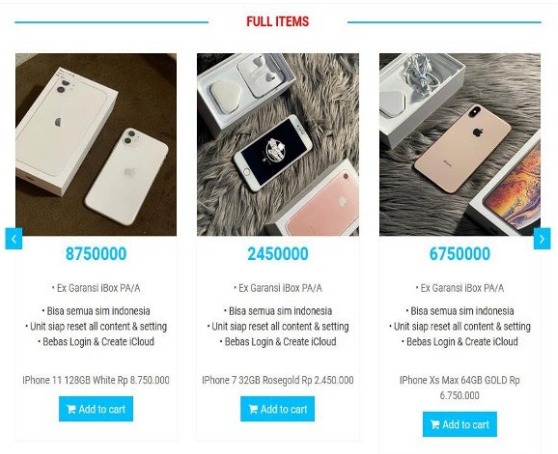 FULL ITEMS
8750000
• Ex Garansi iBox PA/A
• Bisa semua sim indonesia
• Unit siap reset all content & setting
• Bebas Login & Create iCloud
IPhone 11 128GB White Rp 8.750.000
Add to cart
2450000
• Ex Garansi iBox PA/A
• Bisa semua sim indonesia
• Unit siap reset all content & setting
• Bebas Login & Create iCloud
IPhone 7 32GB Rosegold Rp 2.450.000
Add to cart
6750000
• Ex Garansi iBox PA/A
• Bisa semua sim indonesia
• Unit siap reset all content & setting
• Bebas Login & Create iCloud
IPhone Xs Max 64GB GOLD Rp
6.750.000
Add to cart